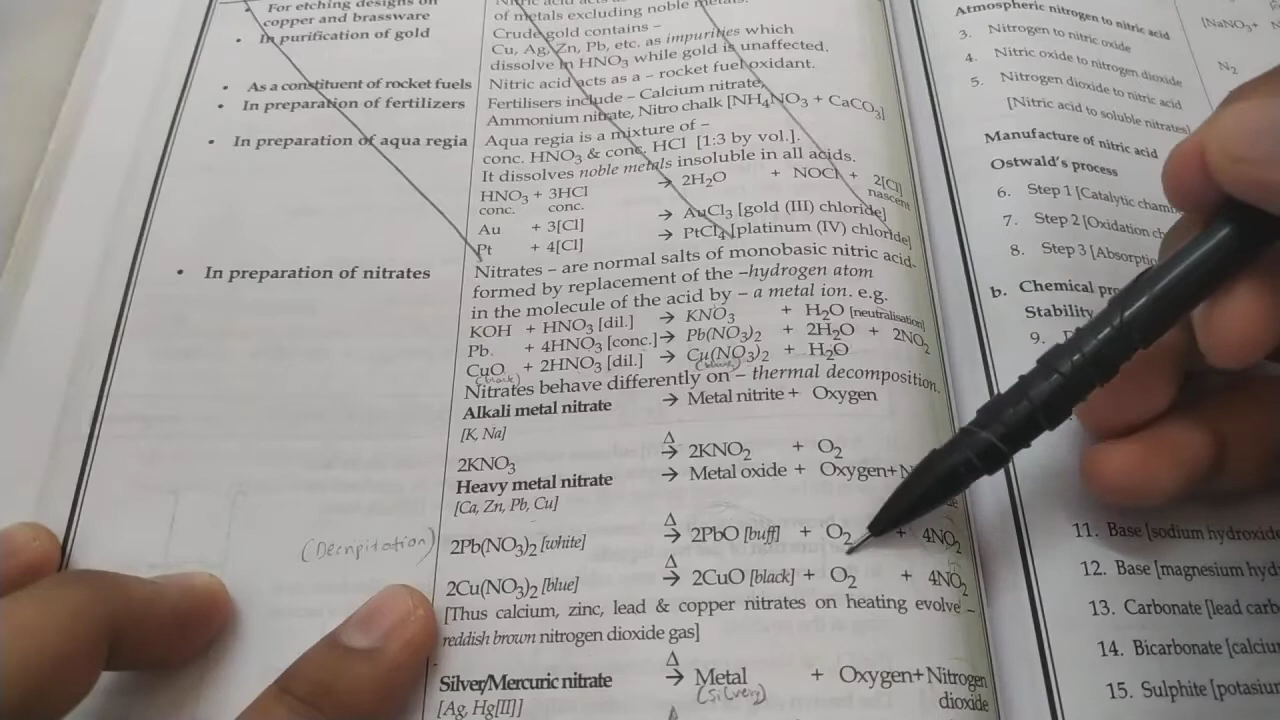 For etching designs on
copper and brassware
• In purification of gold
• As a constituent of rocket fuels
• In preparation of fertilizers
• In preparation of aqua regia
• In preparation of nitrates
(Decripitation)
of metals excluding noble metals.
Crude gold contains –
Cu, Ag, Zn, Pb, etc. as impurities which
dissolve in HNO3 while gold is unaffected.
Nitric acid acts as a – rocket fuel oxidant.
Fertilisers include – Calcium nitrate,
Ammonium nitrate, Nitro chalk [NH4NO3 + CaCO3]
Aqua regia is a mixture of –
conc. HNO3 & conc. HCl [1:3 by vol.].
It dissolves noble metals insoluble in all acids.
HNO3 + 3HCl → 2H2O + NOCl + 2[Cl]
conc. conc. nascent
Au + 3[Cl] → AuCl3 [gold (III) chloride]
Pt + 4[Cl] → PtCl4 [platinum (IV) chloride]
Nitrates – are normal salts of monobasic nitric acid-
formed by replacement of the –hydrogen atom
in the molecule of the acid by – a metal ion. e.g.
KOH + HNO3 [dil.] → KNO3 + H2O [neutralisation]
Pb + 4HNO3 [conc.] → Pb(NO3)2 + 2H2O + 2NO2
CuO + 2HNO3 [dil.] → Cu(NO3)2 + H2O
(black)
Nitrates behave differently on – thermal decomposition.
Alkali metal nitrate → Metal nitrite + Oxygen
[K, Na]
2KNO3 Δ→ 2KNO2 + O2
Heavy metal nitrate → Metal oxide + Oxygen+
[Ca, Zn, Pb, Cu]
2Pb(NO3)2 [white] Δ→ 2PbO [buff] + O2 + 4NO2
2Cu(NO3)2 [blue] Δ→ 2CuO [black] + O2 + 4NO2
[Thus calcium, zinc, lead & copper nitrates on heating evolve –
reddish brown nitrogen dioxide gas]
Silver/Mercuric nitrate Δ→ Metal + Oxygen+ Nitrogen
(Silvery) dioxide
[Ag, Hg[II]]
Δ
Atmospheric nitrogen to nitric acid
3. Nitrogen to nitric oxide
4. Nitric oxide to nitrogen dioxide
5. Nitrogen dioxide to nitric acid
[Nitric acid to soluble nitrates]
[NaNO3+
N2
Manufacture of nitric acid
Ostwald's process
6. Step 1 [Catalytic cham
7. Step 2 [Oxidation ch
8. Step 3 [Absorptio
b. Chemical pro
Stability
9.
11. Base [sodium hydroxide
12. Base [magnesium hyd
13. Carbonate [lead carb
14. Bicarbonate [calciu
15. Sulphite [potasiu